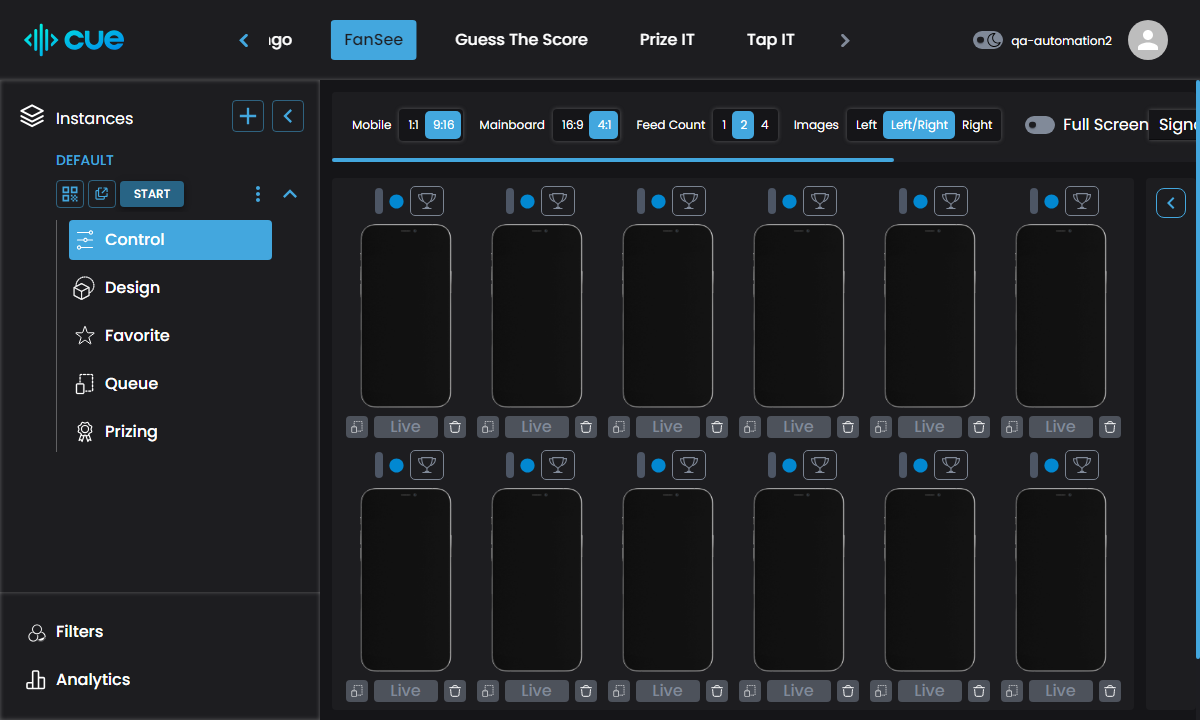 cue
ngo
FanSee
Guess The Score
Prize IT
Tap IT
qa-automation2
Instances
DEFAULT
START
Control
Design
Favorite
Queue
Prizing
Filters
Analytics
Mobile 1:1 9:16 Mainboard 16:9 4:1 Feed Count 1 2 4 Images Left Left/Right Right Full Screen Sign
Live Live Live Live Live Live
Live Live Live Live Live Live